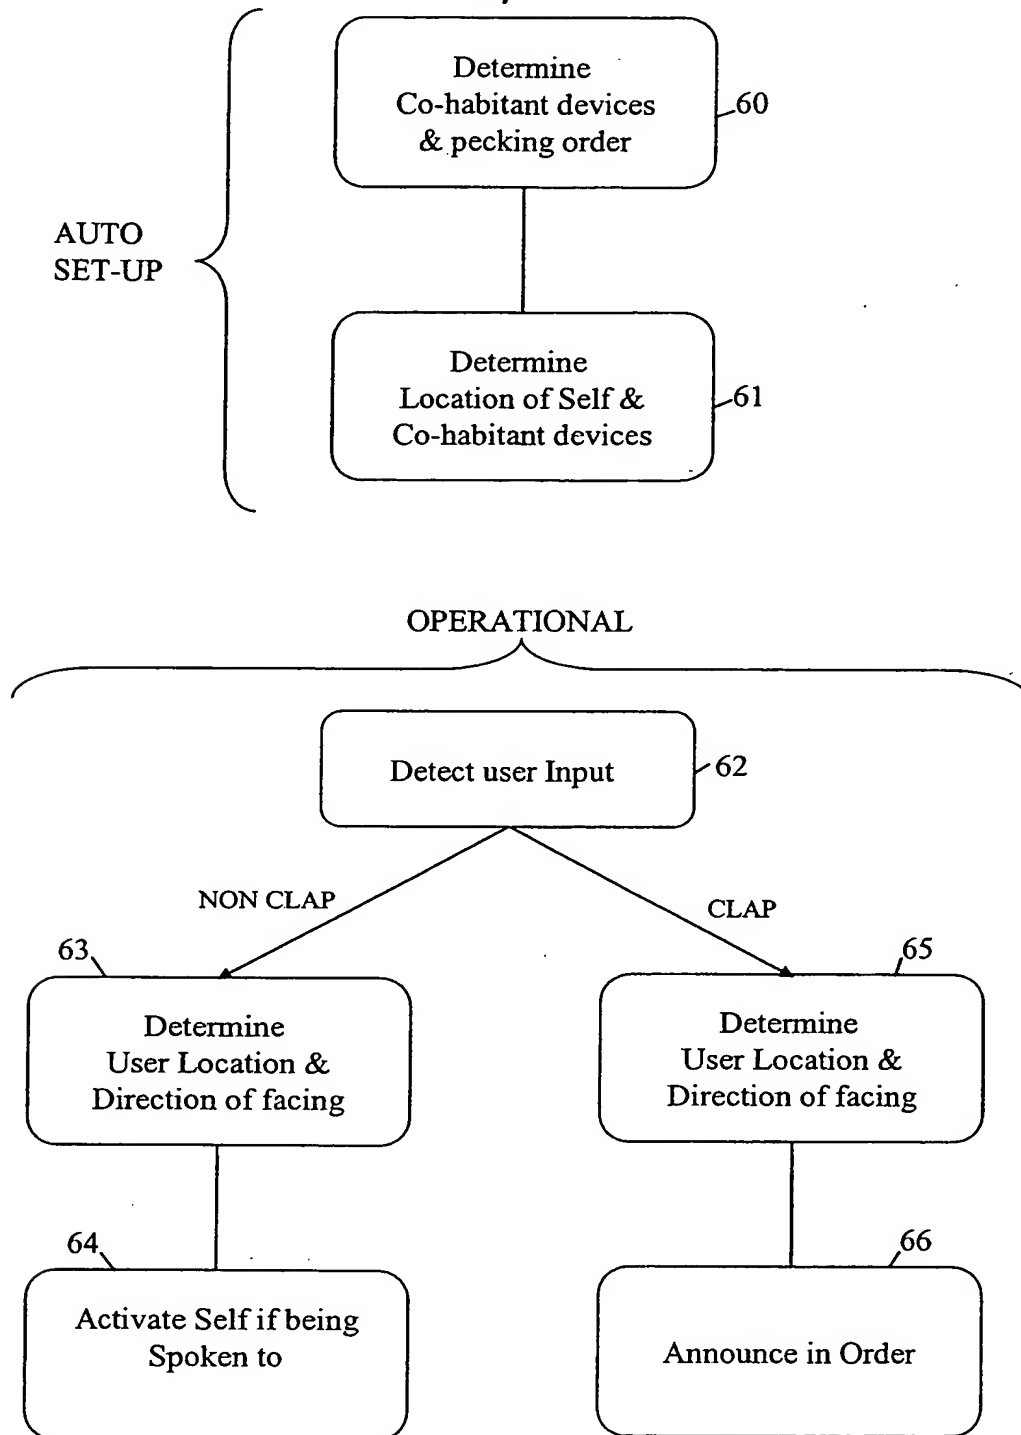 Determine
Co-habitant devices
& pecking order
60
AUTO
SET-UP
Determine
Location of Self &
Co-habitant devices
61
OPERATIONAL
Detect user Input
62
NON CLAP
CLAP
63
65
Determine
User Location &
Direction of facing
Determine
User Location &
Direction of facing
64
66
Activate Self if being
Spoken to
Announce in Order